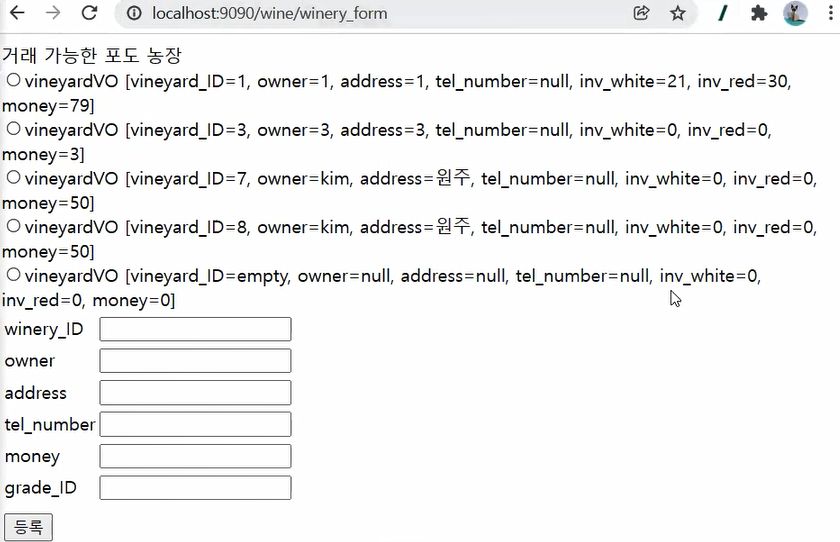 localhost:9090/wine/winery_form
거래 가능한 포도 농장
vineyardVO [vineyard_ID=1, owner=1, address=1, tel_number=null, inv_white=21, inv_red=30,
money=79]
vineyardVO [vineyard_ID=3, owner=3, address=3, tel_number=null, inv_white=0, inv_red=0,
money=3]
vineyardVO [vineyard_ID=7, owner=kim, address=원주, tel_number=null, inv_white=0, inv_red=0,
money=50]
vineyardVO [vineyard_ID=8, owner=kim, address=원주, tel_number=null, inv_white=0, inv_red=0,
money=50]
vineyardVO [vineyard_ID=empty, owner=null, address=null, tel_number=null, inv_white=0,
inv_red=0, money=0]
winery_ID
owner
address
tel_number
money
grade_ID
등록